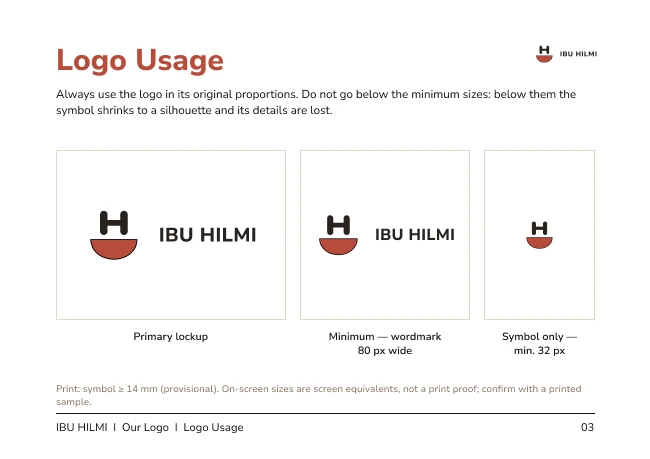 Logo Usage
H
IBU HILMI
Always use the logo in its original proportions. Do not go below the minimum sizes: below them the
symbol shrinks to a silhouette and its details are lost.
H
IBU HILMI
H
IBU HILMI
H
Primary lockup
Minimum — wordmark
80 px wide
Symbol only —
min. 32 px
Print: symbol ≥ 14 mm (provisional). On-screen sizes are screen equivalents, not a print proof; confirm with a printed
sample.
IBU HILMI I Our Logo I Logo Usage
03